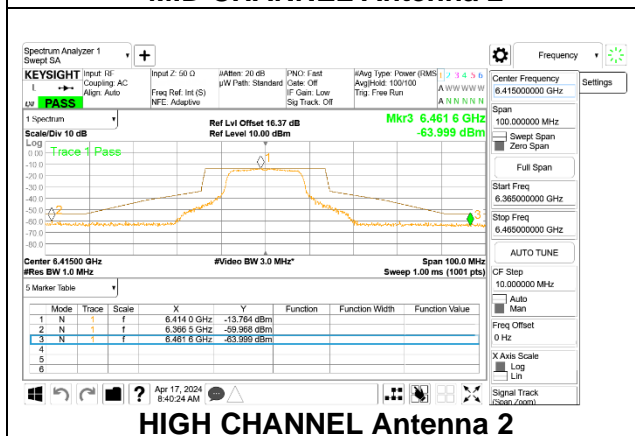 Spectrum Analyzer 1
Swept SA
Frequency
KEYSIGHT
Input: RF
Coupling: AC
Align: Auto
Input Z: 50 Ω
Freq Ref: Int (S)
NFE: Adaptive
#Atten: 20 dB
µW Path: Standard
PNO: Fast
Gate: Off
IF Gain: Low
Sig Track: Off
#Avg Type: Power (RMS
Avg|Hold: 100/100
Trig: Free Run
1 2 3 4 5 6
A W W W W W
A N N N N N
PASS
Center Frequency
6.415000000 GHz
Settings
Span
100.000000 MHz
Swept Span
Zero Span
Full Span
Start Freq
6.365000000 GHz
Stop Freq
6.465000000 GHz
AUTO TUNE
CF Step
10.000000 MHz
Auto
Man
Freq Offset
0 Hz
X Axis Scale
Log
Lin
Signal Track
(Span Zoom)
1 Spectrum
Scale/Div 10 dB
Ref Lvl Offset 16.37 dB
Ref Level 10.00 dBm
Mkr3 6.461 6 GHz
-63.999 dBm
Log
Trace 1 Pass
0.00
-10.0
-20.0
-30.0
-40.0
-50.0
-60.0
-70.0
-80.0
1
2
3
Center 6.41500 GHz
#Res BW 1.0 MHz
#Video BW 3.0 MHz*
Span 100.0 MHz
Sweep 1.00 ms (1001 pts)
5 Marker Table
Mode Trace Scale X Y Function Function Width Function Value
1 N 1 f 6.414 0 GHz -13.764 dBm
2 N 1 f 6.366 5 GHz -59.968 dBm
3 N 1 f 6.461 6 GHz -63.999 dBm
4
5
6
?
Apr 17, 2024
8:40:24 AM
HIGH CHANNEL Antenna 2